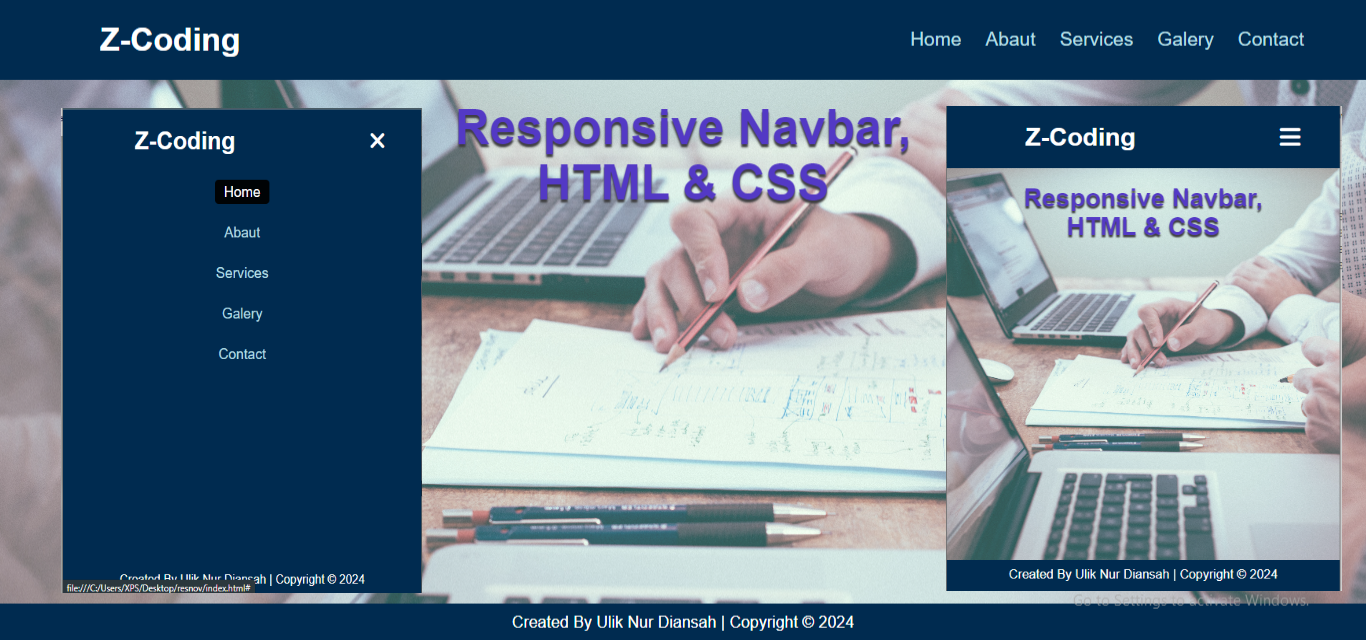 Z-Coding
Home Abaut Services Galery Contact
Z-Coding
Home
Abaut
Services
Galery
Contact
Created By Ulik Nur Diansah | Copyright © 2024
file:///C:/Users/XPS/Desktop/resnov/index.html#
Responsive Navbar,
HTML & CSS
Z-Coding
Responsive Navbar,
HTML & CSS
Created By Ulik Nur Diansah | Copyright © 2024
Go to Settings to activate Windows.
Created By Ulik Nur Diansah | Copyright © 2024